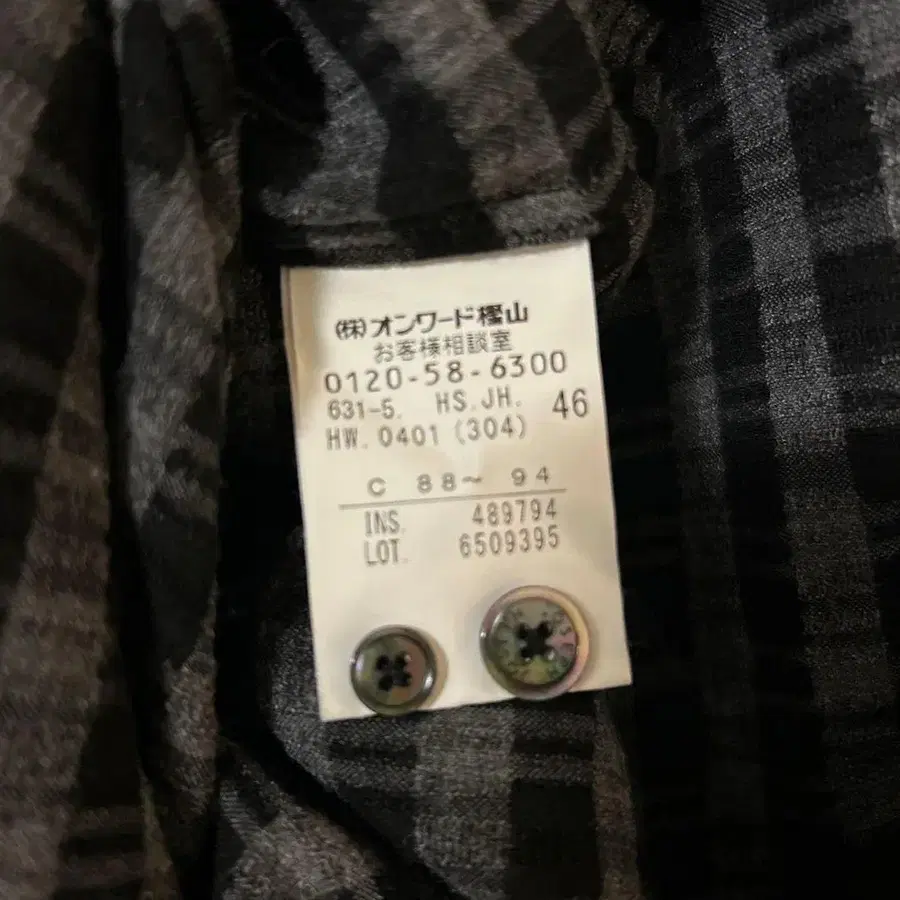 (株)オンワード樫山
お客様相談室
0120-58-6300
631-5. HS.JH. 46
HW. 0401 (304)
C 88~ 94
INS. 489794
LOT. 6509395